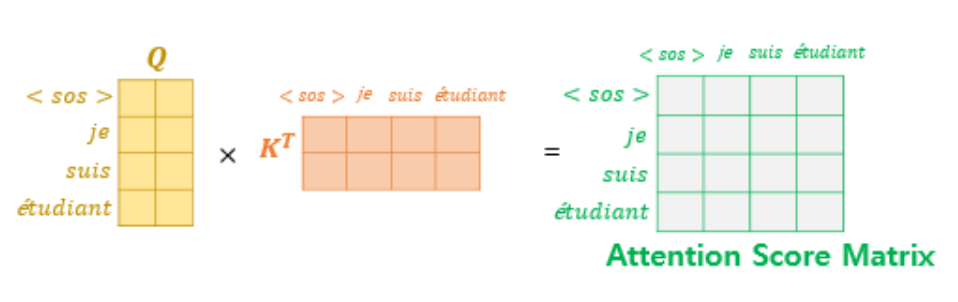 Q
< sos >
je
suis
étudiant
×
K^T
< sos > je suis étudiant
=
< sos > je suis étudiant
< sos >
je
suis
étudiant
Attention Score Matrix